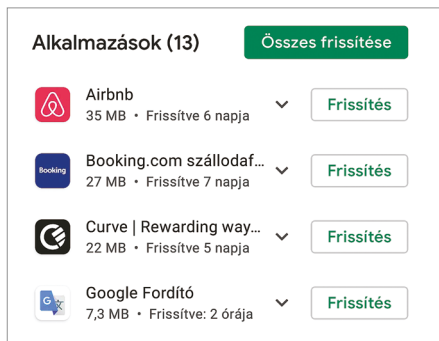 Alkalmazások (13)
Összes frissítése
Airbnb
35 MB • Frissítve 6 napja
Frissítés
Booking
Booking.com szállodaf...
27 MB • Frissítve 7 napja
Frissítés
Curve | Rewarding way...
22 MB • Frissítve 5 napja
Frissítés
G
Google Fordító
7,3 MB • Frissítve: 2 órája
Frissítés